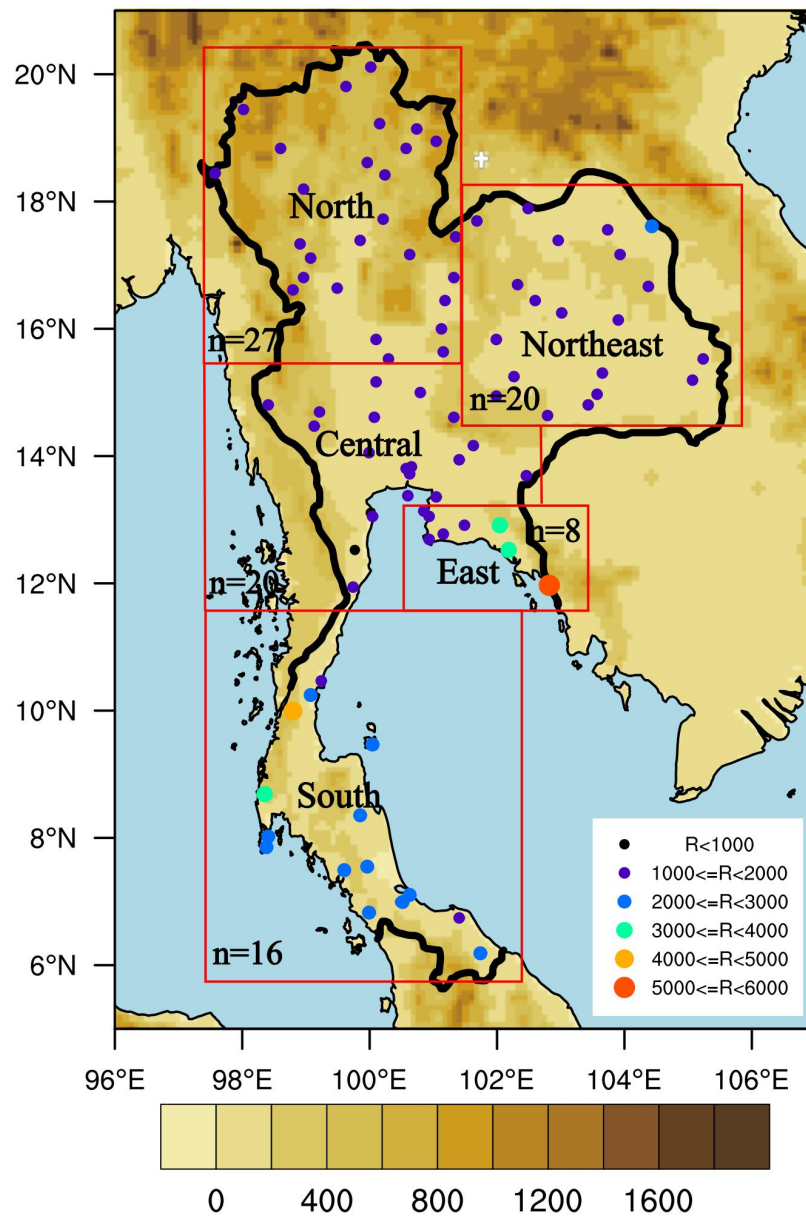 20°N
18°N
16°N
14°N
12°N
10°N
8°N
6°N
North
n=27
Northeast
n=20
Central
n=20
n=8
East
South
n=16
R<1000
1000<=R<2000
2000<=R<3000
3000<=R<4000
4000<=R<5000
5000<=R<6000
96°E 98°E 100°E 102°E 104°E 106°E
0 400 800 1200 1600